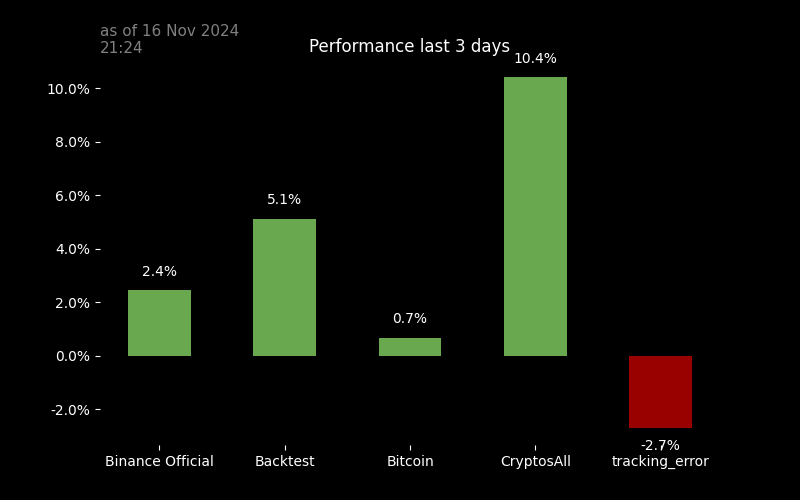 as of 16 Nov 2024
21:24
Performance last 3 days
10.4%
10.0%
8.0%
6.0%
5.1%
4.0%
2.4%
2.0%
0.7%
0.0%
-2.0%
-2.7%
Binance Official
Backtest
Bitcoin
CryptosAll
tracking_error